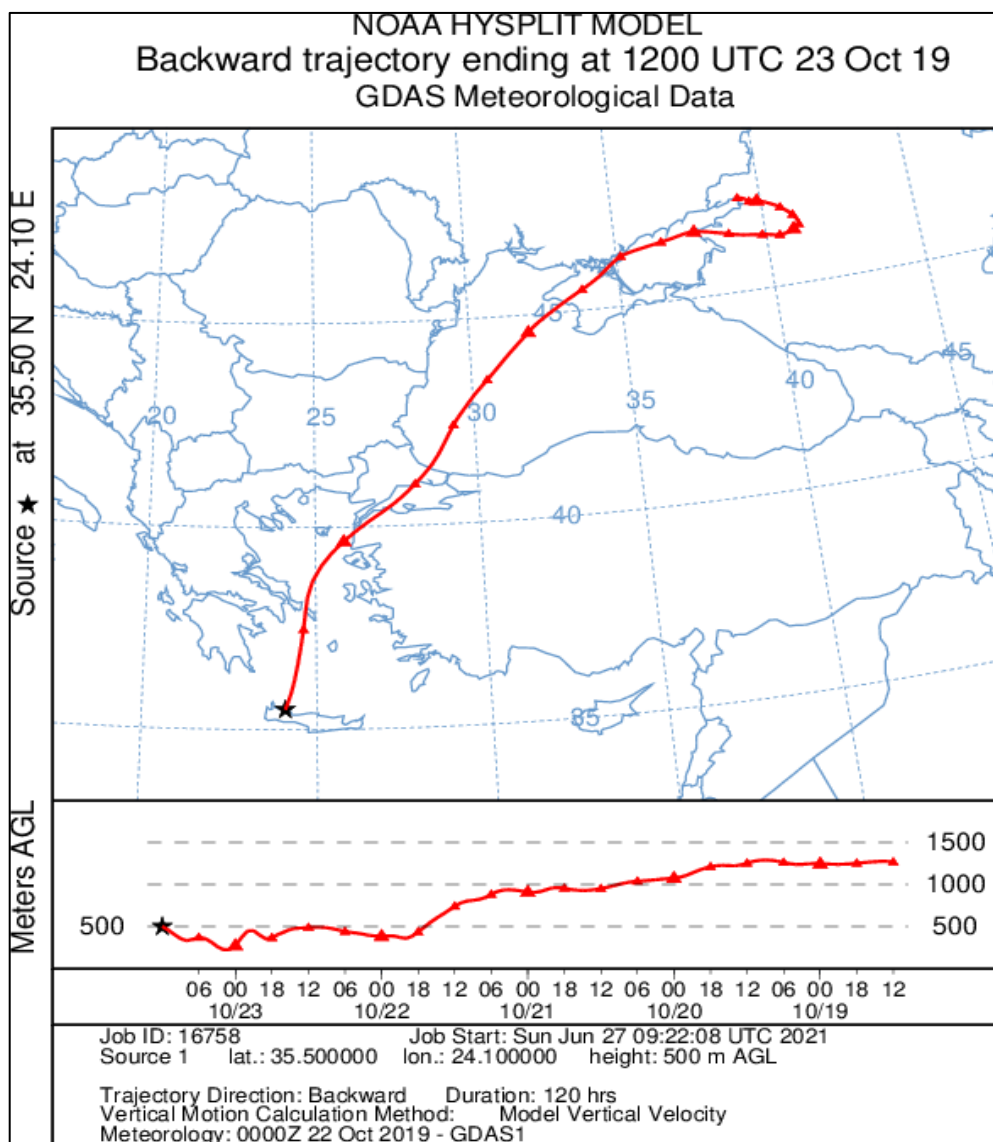 NOAA HYSPLIT MODEL
Backward trajectory ending at 1200 UTC 23 Oct 19
GDAS Meteorological Data
Source ★ at 35.50 N 24.10 E
45
45
40
20
25
30
35
40
35
Meters AGL
1500
1000
500
500
06 00 18 12 06 00 18 12 06 00 18 12 06 00 18 12 06 00 18 12
10/23 10/22 10/21 10/20 10/19
Job ID: 16758 Job Start: Sun Jun 27 09:22:08 UTC 2021
Source 1 lat.: 35.500000 lon.: 24.100000 height: 500 m AGL
Trajectory Direction: Backward Duration: 120 hrs
Vertical Motion Calculation Method: Model Vertical Velocity
Meteorology: 0000Z 22 Oct 2019 - GDAS1